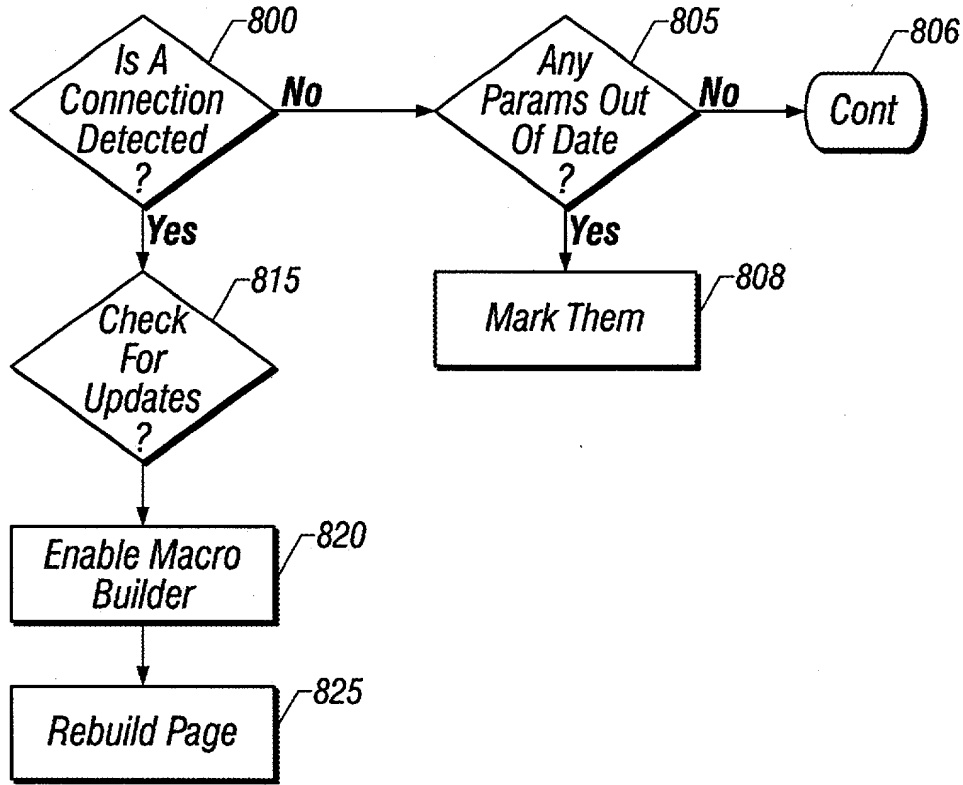 800
Is A
Connection
Detected
?
No
Yes
805
Any
Params Out
Of Date
?
No
Yes
806
Cont
808
Mark Them
815
Check
For
Updates
?
820
Enable Macro
Builder
825
Rebuild Page